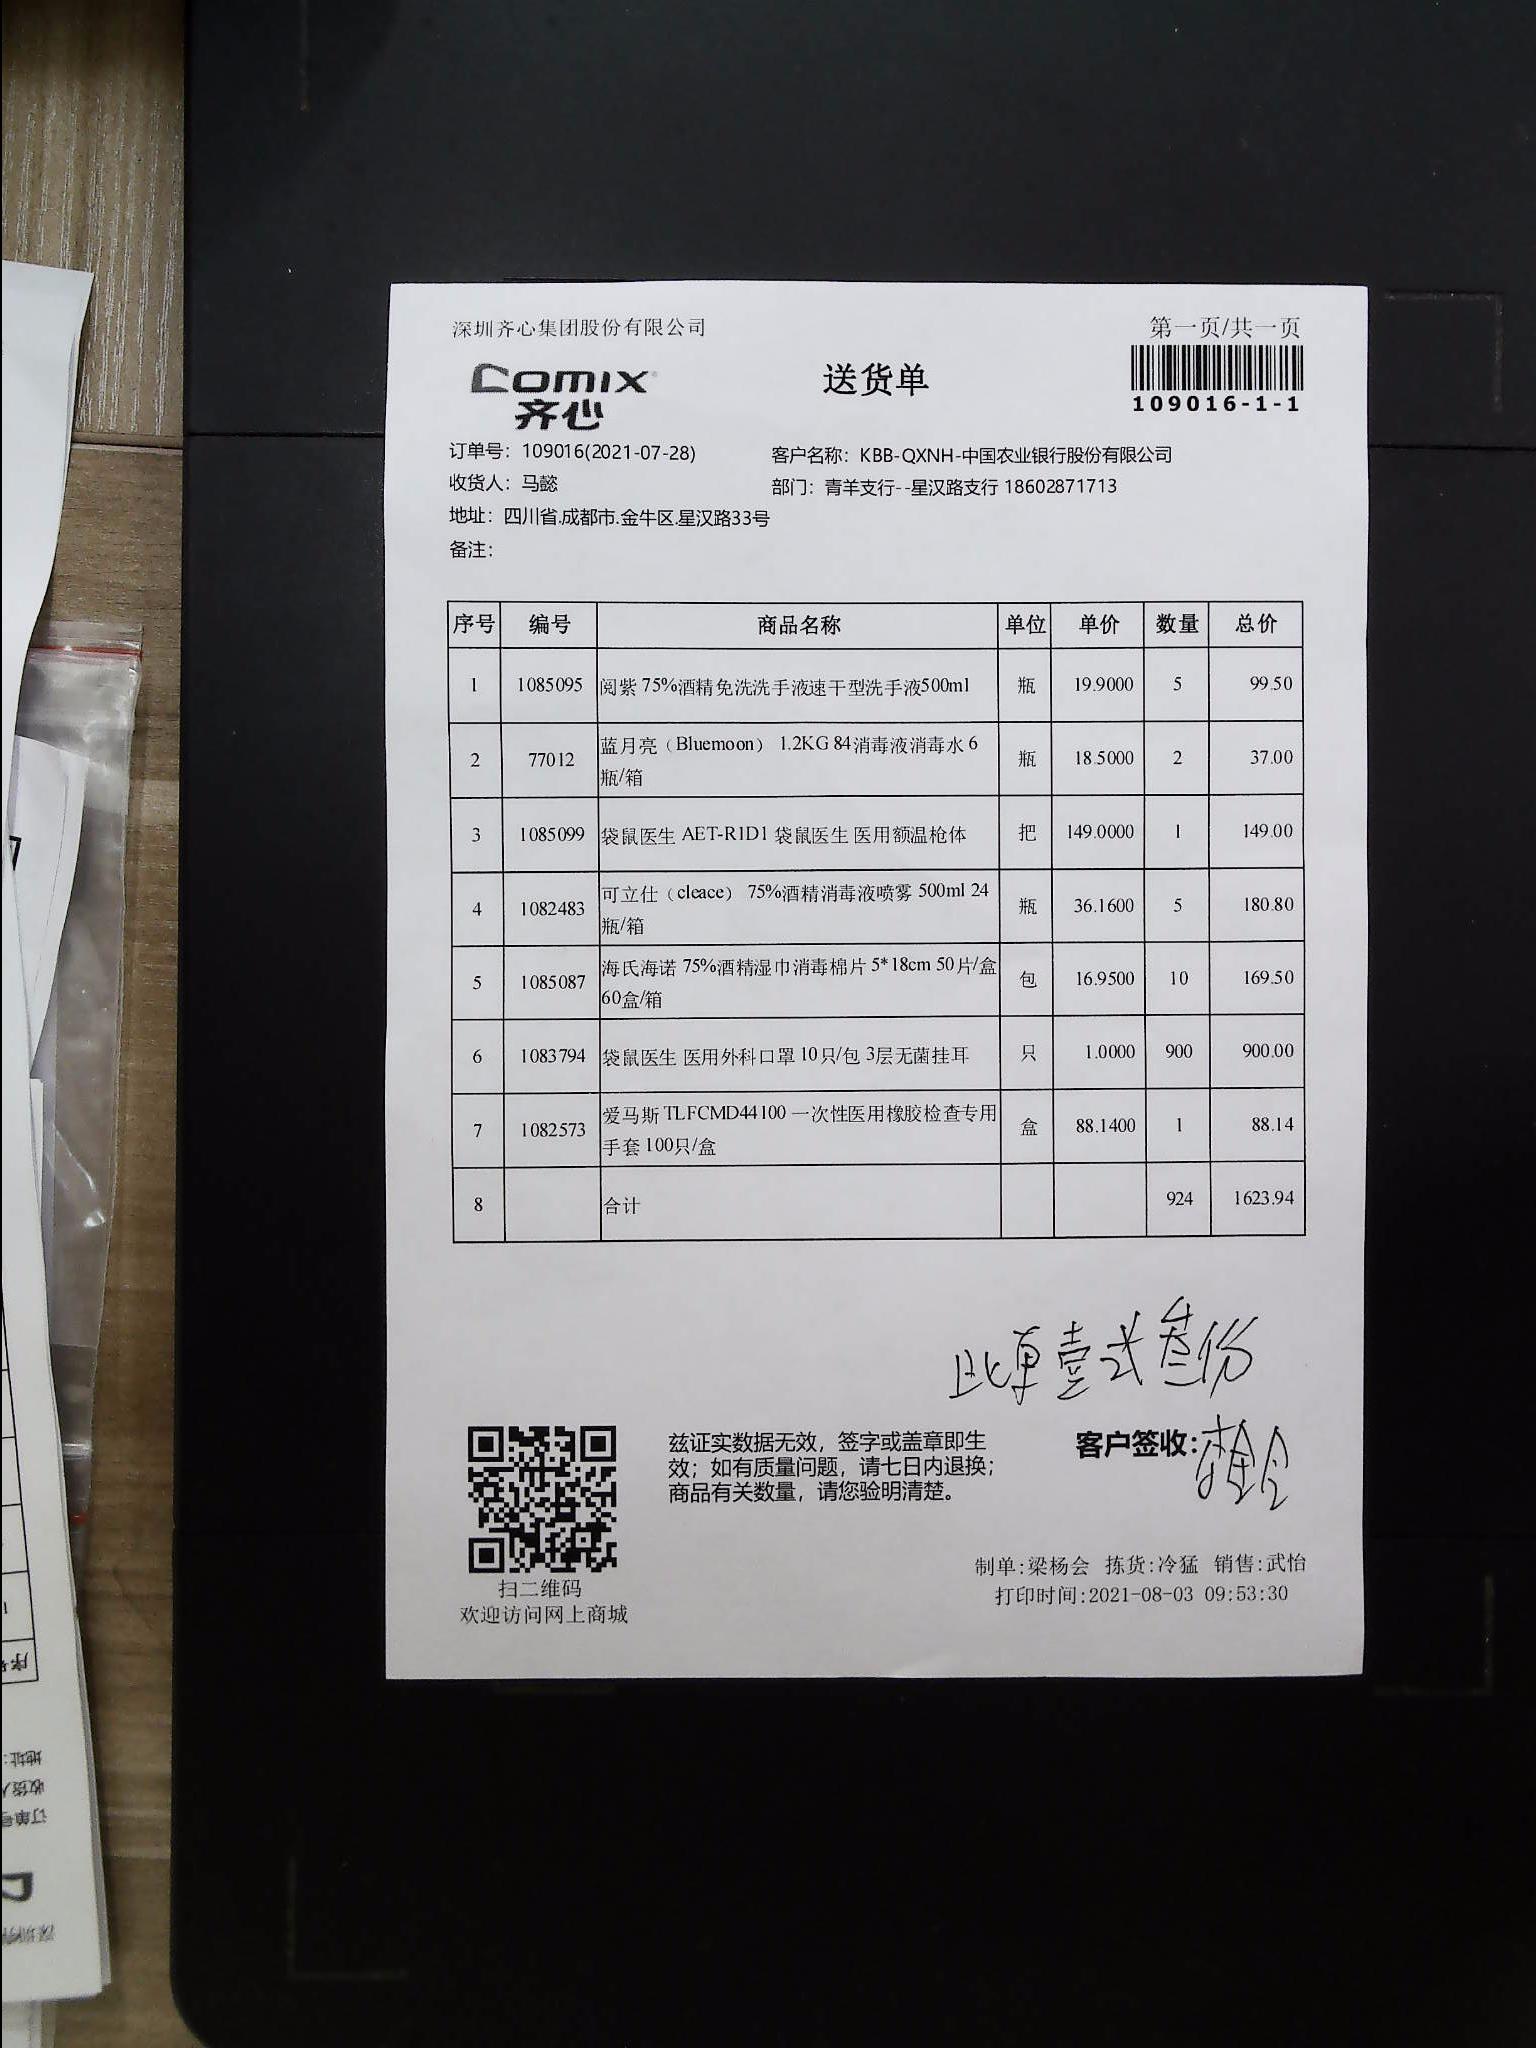 深圳齐心集团股份有限公司
第一页/共一页
COMIX
齐心
送货单
109016-1-1
订单号：109016(2021-07-28)
客户名称：KBB-QXNH-中国农业银行股份有限公司
收货人：马懿
部门：青羊支行--星汉路支行 18602871713
地址：四川省.成都市.金牛区.星汉路33号
备注：
序号 编号 商品名称 单位 单价 数量 总价
1 1085095 阅紫 75%酒精免洗洗手液速干型洗手液500ml 瓶 19.9000 5 99.50
2 77012 蓝月亮（Bluemoon） 1.2KG 84消毒液消毒水 6 瓶 18.5000 2 37.00
瓶/箱
3 1085099 袋鼠医生 AET-R1D1 袋鼠医生 医用额温枪体 把 149.0000 1 149.00
4 1082483 可立仕（cleace） 75%酒精消毒液喷雾 500ml 24 瓶 36.1600 5 180.80
瓶/箱
5 1085087 海氏海诺 75%酒精湿巾消毒棉片 5*18cm 50片/盒 包 16.9500 10 169.50
60盒/箱
6 1083794 袋鼠医生 医用外科口罩 10只/包 3层无菌挂耳 只 1.0000 900 900.00
7 1082573 爱马斯 TLFCMD44100 一次性医用橡胶检查专用 盒 88.1400 1 88.14
手套 100只/盒
8 合计 924 1623.94
此单壹式叁份
兹证实数据无效，签字或盖章即生
效；如有质量问题，请七日内退换；
商品有关数量，请您验明清楚。
客户签收：
扫二维码
欢迎访问网上商城
制单:梁杨会 拣货:冷猛 销售:武怡
打印时间:2021-08-03 09:53:30